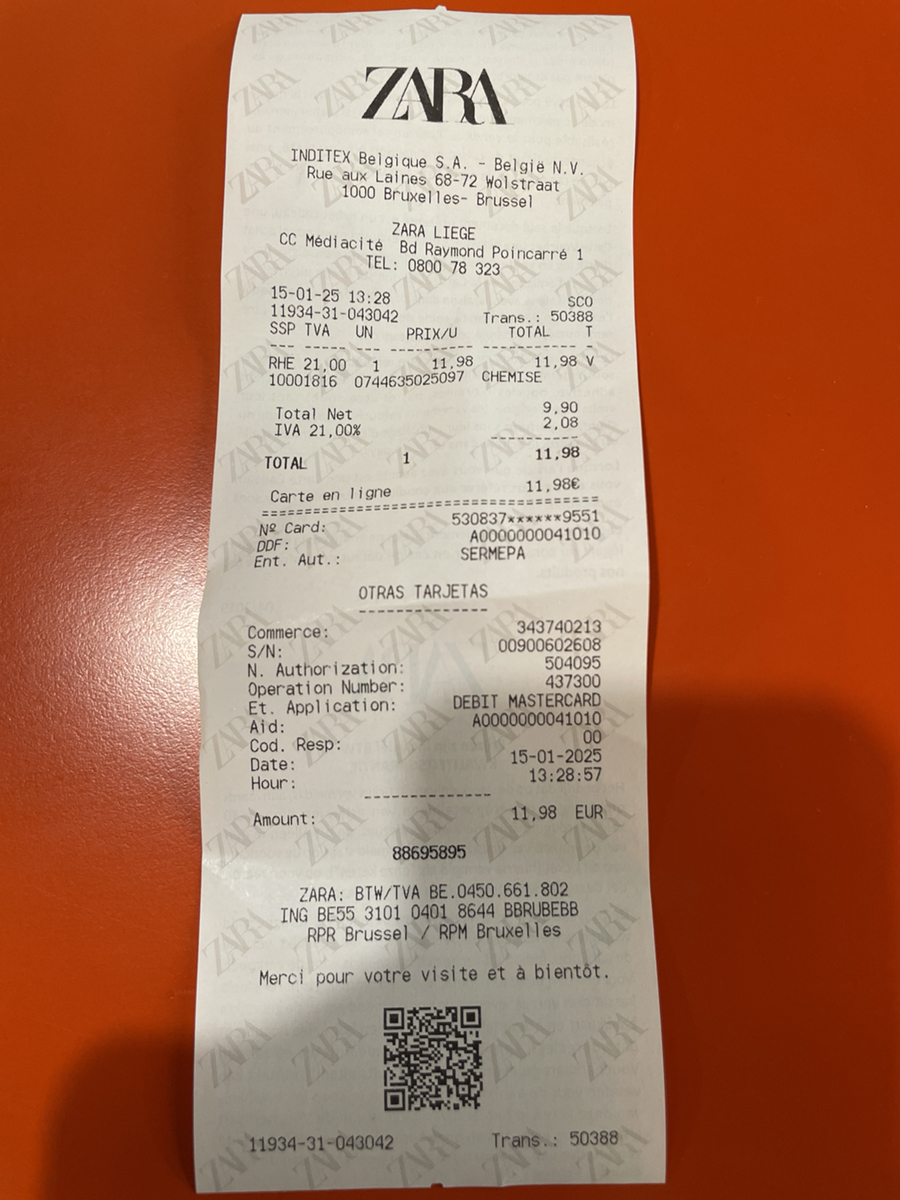 ZARA
INDITEX Belgique S.A. - België N.V.
Rue aux Laines 68-72 Wolstraat
1000 Bruxelles- Brussel
ZARA LIEGE
CC Médiacité Bd Raymond Poincarré 1
TEL: 0800 78 323
15-01-25 13:28 SCO
11934-31-043042 Trans.: 50388
SSP TVA UN PRIX/U TOTAL T
--- ----- --- ---------- ---------- -
RHE 21,00 1 11,98 11,98 V
10001816 0744635025097 CHEMISE
Total Net 9,90
IVA 21,00% 2,08
----------
TOTAL 1 11,98
Carte en ligne 11,98€
========================================
Nº Card: 530837******9551
DDF: A0000000041010
Ent. Aut.: SERMEPA
OTRAS TARJETAS
--------------
Commerce: 343740213
S/N: 00900602608
N. Authorization: 504095
Operation Number: 437300
Et. Application: DEBIT MASTERCARD
Aid: A0000000041010
Cod. Resp: 00
Date: 15-01-2025
Hour: 13:28:57
--------------
Amount: 11,98 EUR
88695895
ZARA: BTW/TVA BE.0450.661.802
ING BE55 3101 0401 8644 BBRUBEBB
RPR Brussel / RPM Bruxelles
Merci pour votre visite et à bientôt.
11934-31-043042 Trans.: 50388